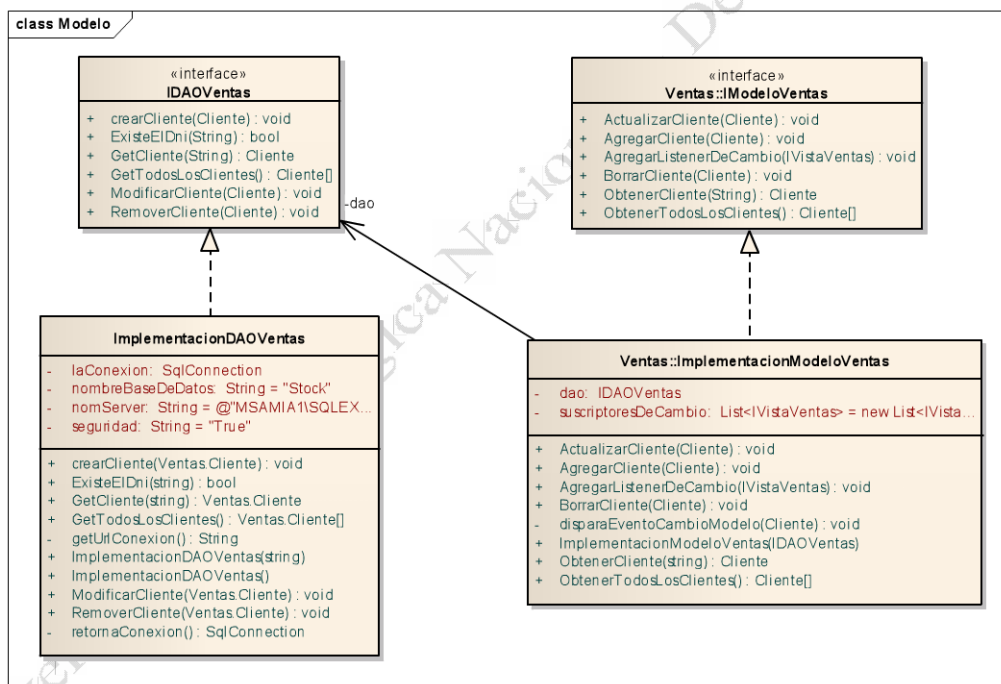 class Modelo
«interface»
IDAOVentas
+ crearCliente(Cliente) : void
+ ExisteElDni(String) : bool
+ GetCliente(String) : Cliente
+ GetTodosLosClientes() : Cliente[]
+ ModificarCliente(Cliente) : void
+ RemoverCliente(Cliente) : void
«interface»
Ventas::IModeloVentas
+ ActualizarCliente(Cliente) : void
+ AgregarCliente(Cliente) : void
+ AgregarListenerDeCambio(IVistaVentas) : void
+ BorrarCliente(Cliente) : void
+ ObtenerCliente(String) : Cliente
+ ObtenerTodosLosClientes() : Cliente[]
-dao
ImplementacionDAOVentas
- laConexion: SqlConnection
- nombreBaseDeDatos: String = "Stock"
- nomServer: String = @"MSAMIA1\SQLEX...
- seguridad: String = "True"
+ crearCliente(Ventas.Cliente) : void
+ ExisteElDni(string) : bool
+ GetCliente(string) : Ventas.Cliente
+ GetTodosLosClientes() : Ventas.Cliente[]
- getUrlConexion() : String
+ ImplementacionDAOVentas(string)
+ ImplementacionDAOVentas()
+ ModificarCliente(Ventas.Cliente) : void
+ RemoverCliente(Ventas.Cliente) : void
- retornaConexion() : SqlConnection
Ventas::ImplementacionModeloVentas
- dao: IDAOVentas
- suscriptoresDeCambio: List<IVistaVentas> = new List<IVista...
+ ActualizarCliente(Cliente) : void
+ AgregarCliente(Cliente) : void
+ AgregarListenerDeCambio(IVistaVentas) : void
+ BorrarCliente(Cliente) : void
- disparaEventoCambioModelo(Cliente) : void
+ ImplementacionModeloVentas(IDAOVentas)
+ ObtenerCliente(string) : Cliente
+ ObtenerTodosLosClientes() : Cliente[]